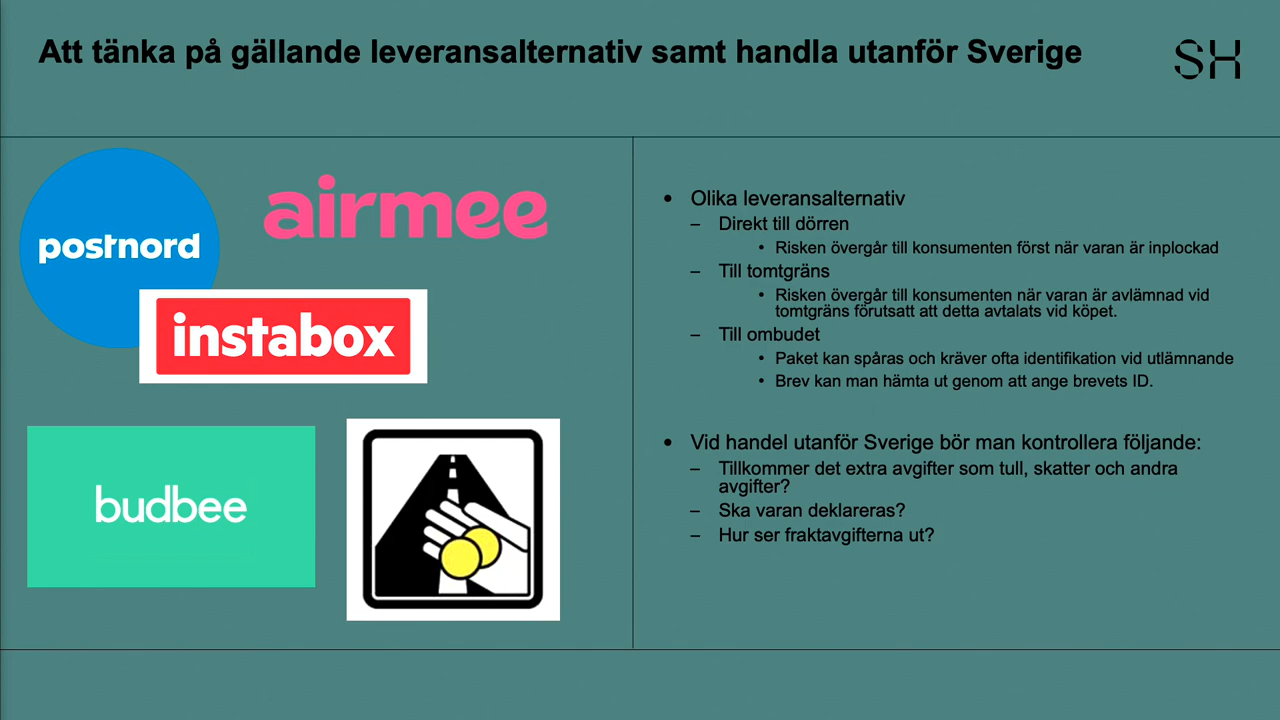 Att tänka på gällande leveransalternativ samt handla utanför Sverige
SH
postnord
airmee
instabox
budbee
• Olika leveransalternativ
– Direkt till dörren
• Risken övergår till konsumenten först när varan är inplockad
– Till tomtgräns
• Risken övergår till konsumenten när varan är avlämnad vid
tomtgräns förutsatt att detta avtalats vid köpet.
– Till ombudet
• Paket kan spåras och kräver ofta identifikation vid utlämnande
• Brev kan man hämta ut genom att ange brevets ID.
• Vid handel utanför Sverige bör man kontrollera följande:
– Tillkommer det extra avgifter som tull, skatter och andra
avgifter?
– Ska varan deklareras?
– Hur ser fraktavgifterna ut?